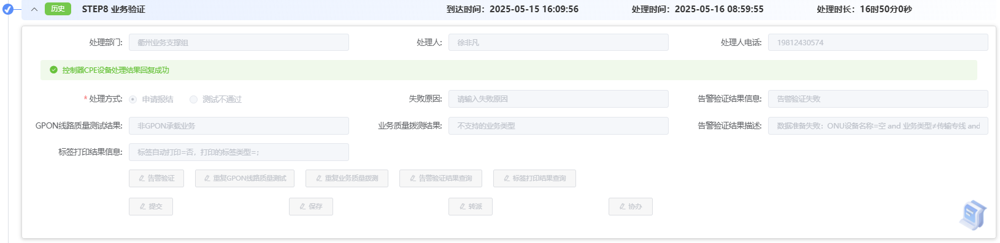 历史 STEP8 业务验证 到达时间：2025-05-15 16:09:56 处理时间：2025-05-16 08:59:55 处理时长：16时50分0秒
处理部门: 衢州业务支撑组 处理人: 徐非凡 处理人电话: 19812430574
控制器CPE设备处理结果回复成功
* 处理方式: 申请报结 测试不通过 失败原因: 请输入失败原因 告警验证结果信息: 告警验证失败
GPON线路质量测试结果: 非GPON承载业务 业务质量拨测结果: 不支持的业务类型 告警验证结果描述: 数据准备失败：ONU设备名称=空 and 业务类型≠传输专线 and
标签打印结果信息: 标签自动打印=否，打印的标签类型=；
告警验证 重复GPON线路质量测试 重复业务质量拨测 告警验证结果查询 标签打印结果查询
提交 保存 转派 协办